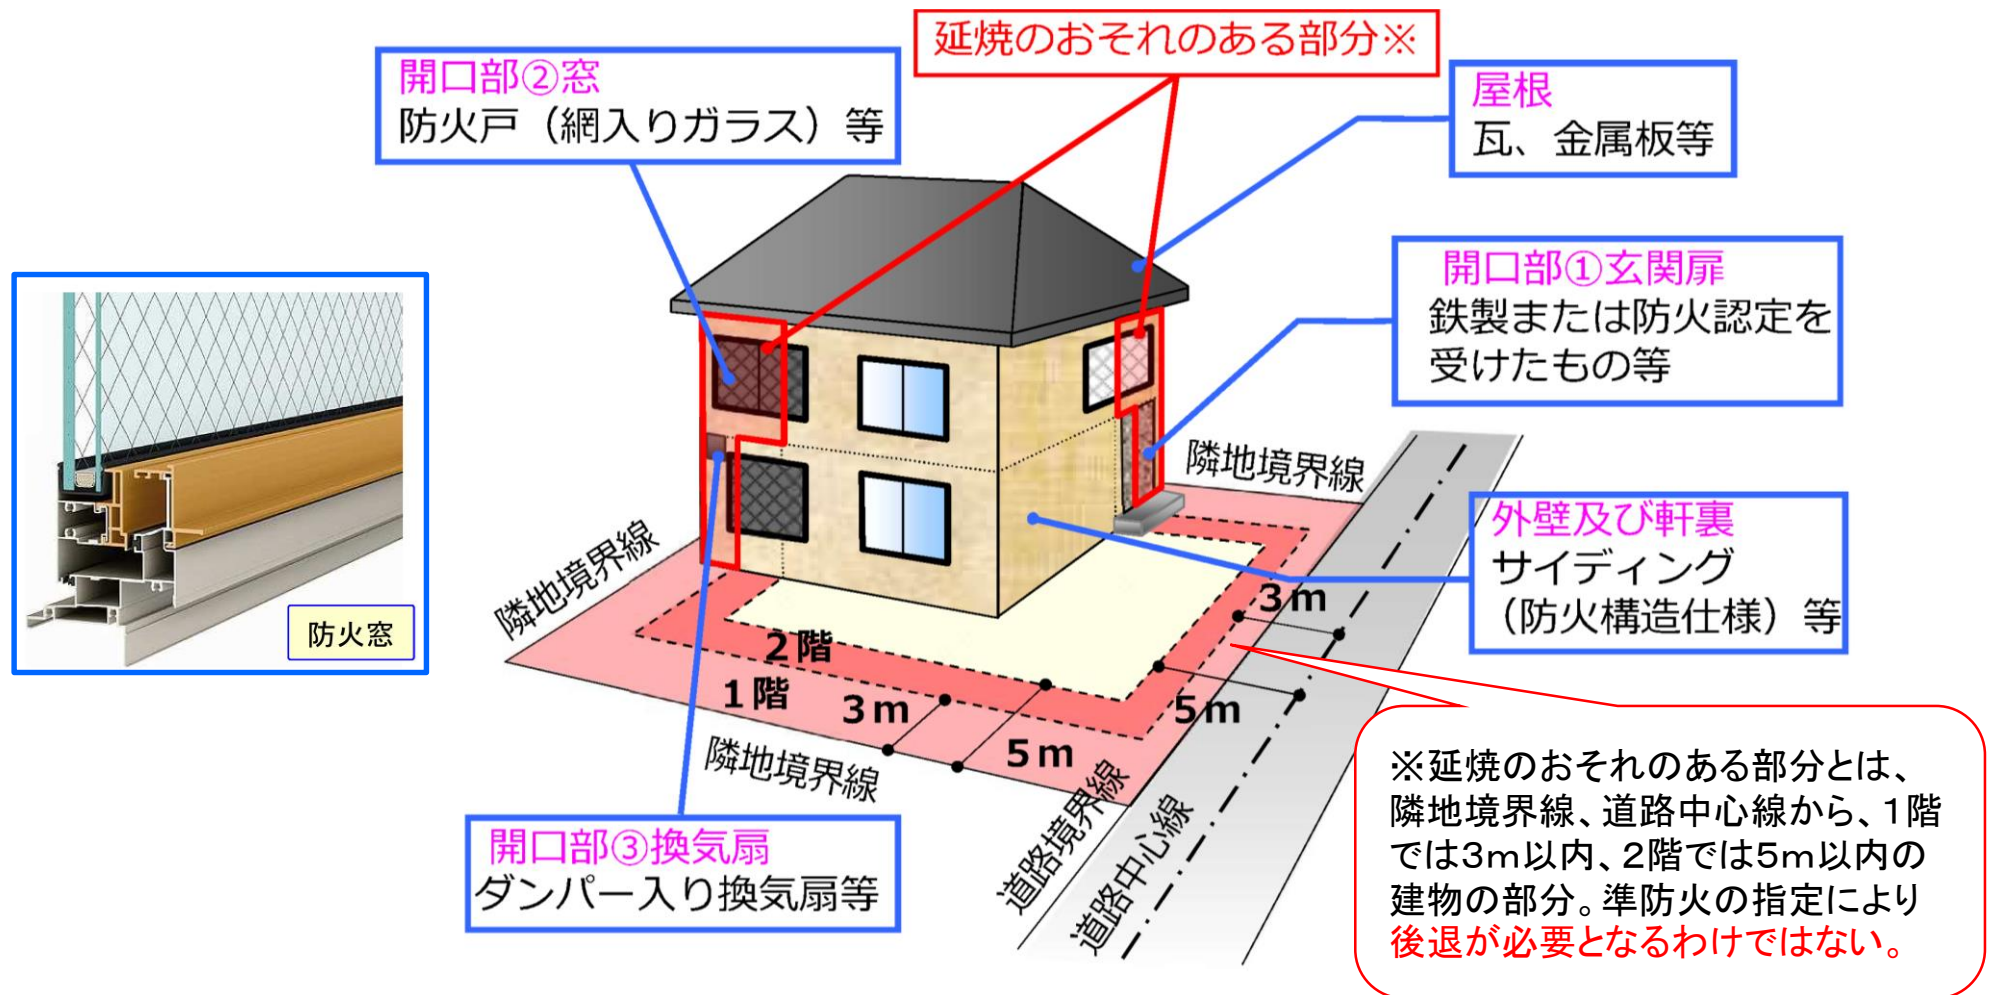 延焼のおそれのある部分※
開口部②窓
防火戸（網入りガラス）等
屋根
瓦、金属板等
開口部①玄関扉
鉄製または防火認定を
受けたもの等
防火窓
隣地境界線
隣地境界線
外壁及び軒裏
サイディング
（防火構造仕様）等
3m
2階
1階
3m
5m
5m
隣地境界線
道路境界線
道路中心線
開口部③換気扇
ダンパー入り換気扇等
※延焼のおそれのある部分とは、
隣地境界線、道路中心線から、1階
では3m以内、2階では5m以内の
建物の部分。準防火の指定により
後退が必要となるわけではない。